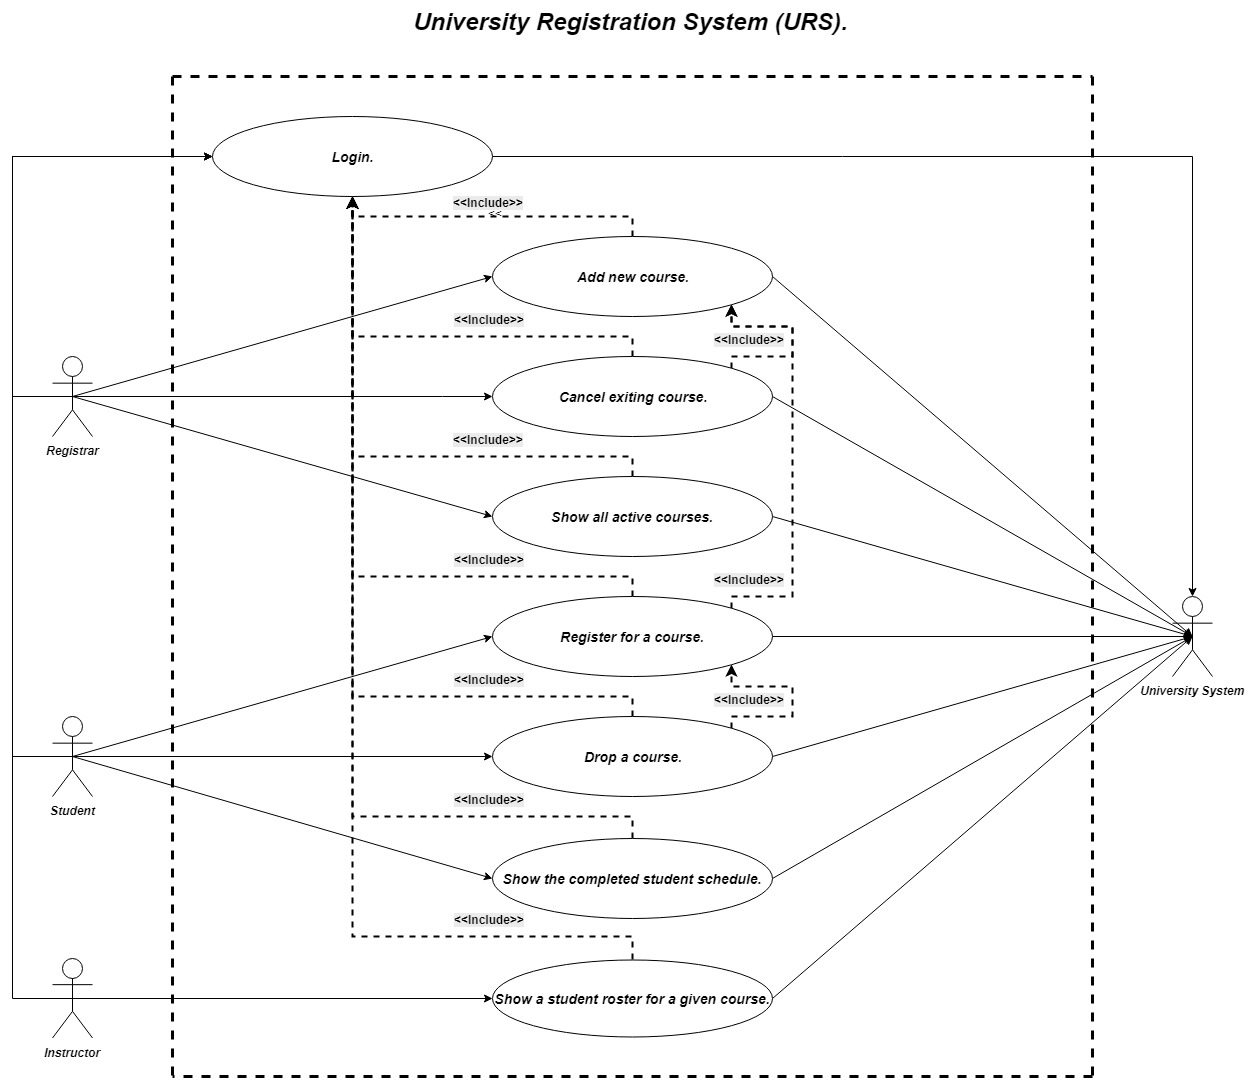 University Registration System (URS).
Login.
<<Include>>
<<
Add new course.
<<Include>>
<<Include>>
Cancel exiting course.
Registrar
<<Include>>
Show all active courses.
<<Include>>
<<Include>>
Register for a course.
University System
<<Include>>
<<Include>>
Drop a course.
Student
<<Include>>
Show the completed student schedule.
<<Include>>
Show a student roster for a given course.
Instructor